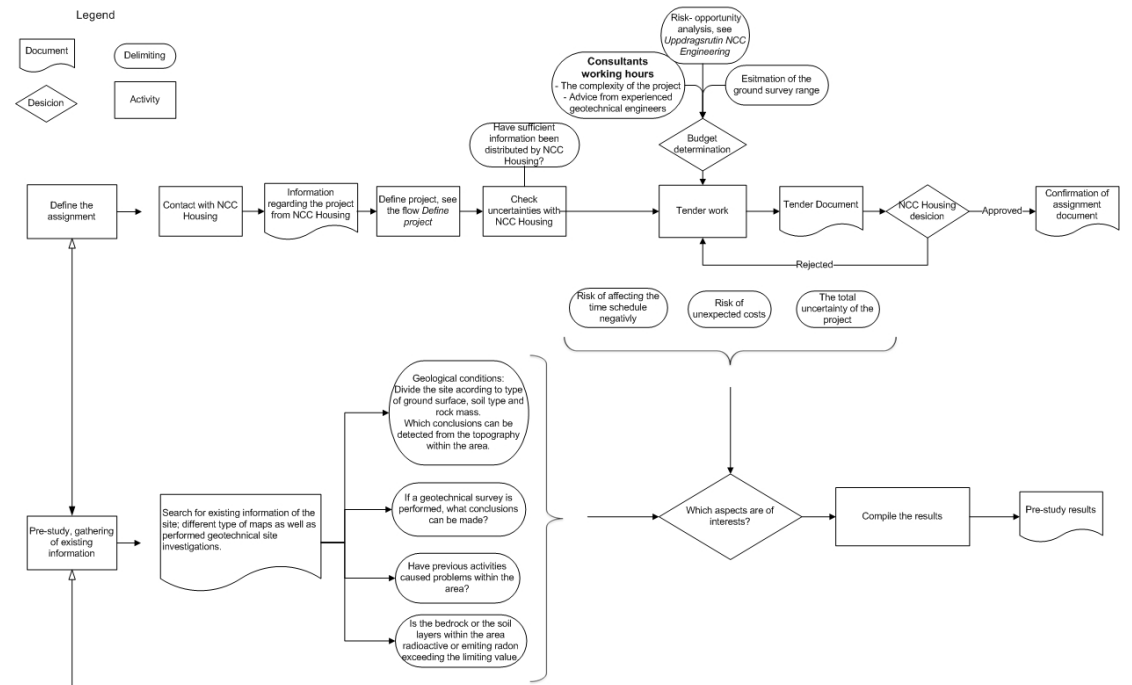 Legend
Document
Delimiting
Desicion
Activity
Risk- opportunity
analysis, see
Uppdragsrutin NCC
Engineering
Consultants
working hours
- The complexity of the project
- Advice from experienced
geotechnical engineers
Esitmation of the
ground survey range
Have sufficient
information been
distributed by NCC
Housing?
Budget
determination
Define the
assignment
Contact with NCC
Housing
Information
regarding the project
from NCC Housing
Define project, see
the flow Define
project
Check
uncertainties with
NCC Housing
Tender work
Tender Document
NCC Housing
desicion
Approved
Confirmation of
assignment
document
Rejected
Risk of affecting the
time schedule
negativly
Risk of
unexpected costs
The total
uncertainty of the
project
Geological conditions:
Divide the site acording to type
of ground surface, soil type and
rock mass.
Which conclusions can be
detected from the topography
within the area.
Pre-study, gathering
of existing
information
Search for existing information of the
site; different type of maps as well as
performed geotechnical site
investigations.
If a geotechnical survey is
performed, what conclusions
can be made?
Have previous activities
caused problems within the
area?
Is the bedrock or the soil
layers within the area
radioactive or emiting radon
exceeding the limiting value
Which aspects are of
interests?
Compile the results
Pre-study results